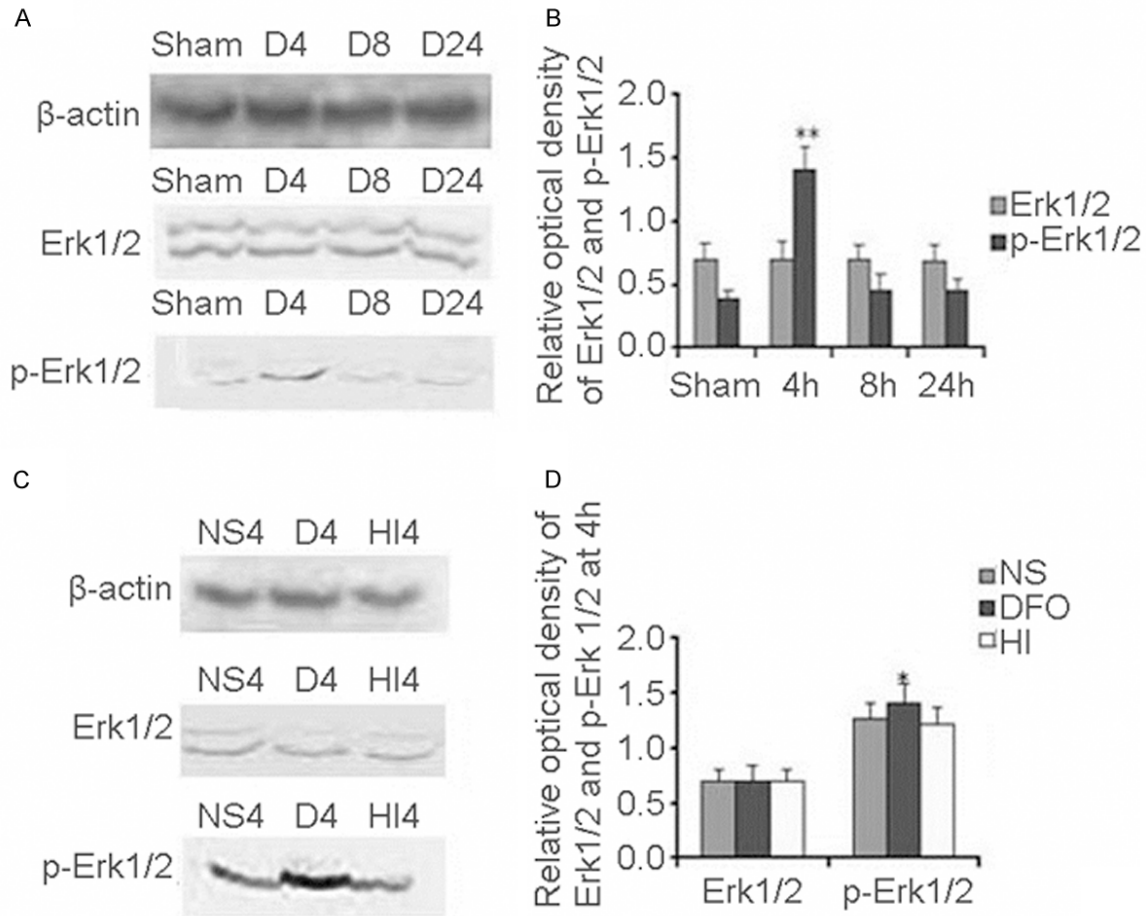 A
Sham D4 D8 D24
β-actin
Sham D4 D8 D24
Erk1/2
Sham D4 D8 D24
p-Erk1/2
B
Relative optical density
of Erk1/2 and p-Erk1/2
2.0
1.5
1.0
0.5
0.0
**
Sham 4h 8h 24h
Erk1/2
p-Erk1/2
C
NS4 D4 HI4
β-actin
NS4 D4 HI4
Erk1/2
NS4 D4 HI4
p-Erk1/2
D
Relative optical density of
Erk1/2 and p-Erk 1/2 at 4h
2.0
1.5
1.0
0.5
0.0
*
Erk1/2 p-Erk1/2
NS
DFO
HI